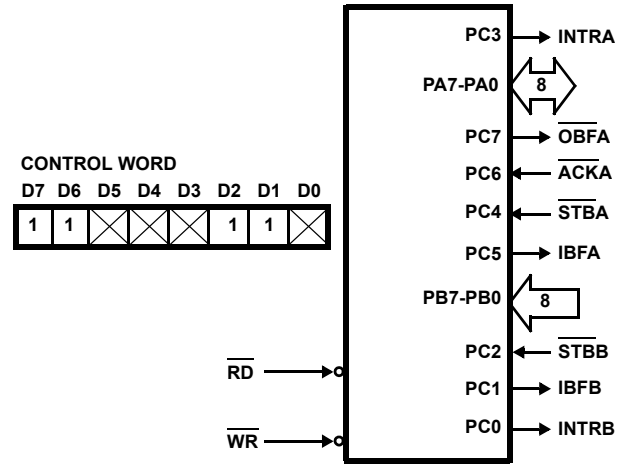 PC3 INTRA
PA7-PA0 8
PC7 OBFA
CONTROL WORD
PC6 ACKA
D7 D6 D5 D4 D3 D2 D1 D0
PC4 STBA
1 1 1 1
PC5 IBFA
PB7-PB0 8
PC2 STBB
RD
PC1 IBFB
PC0 INTRB
WR